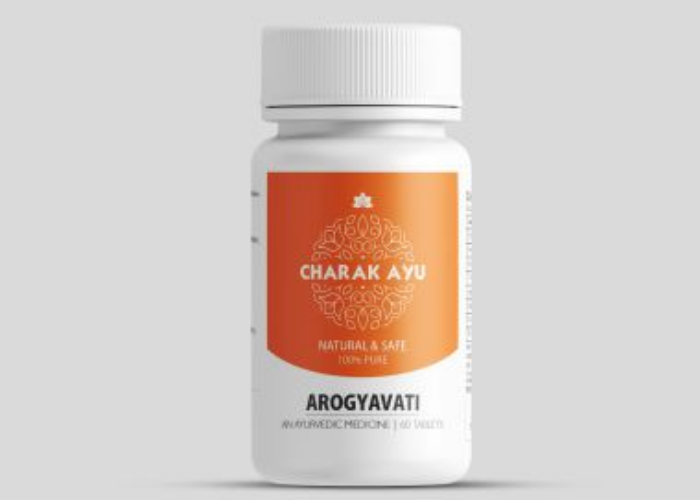 CHARAK AYU
NATURAL & SAFE
100% PURE
AROGYAVATI
AN AYURVEDIC MEDICINE | 60 TABLETS